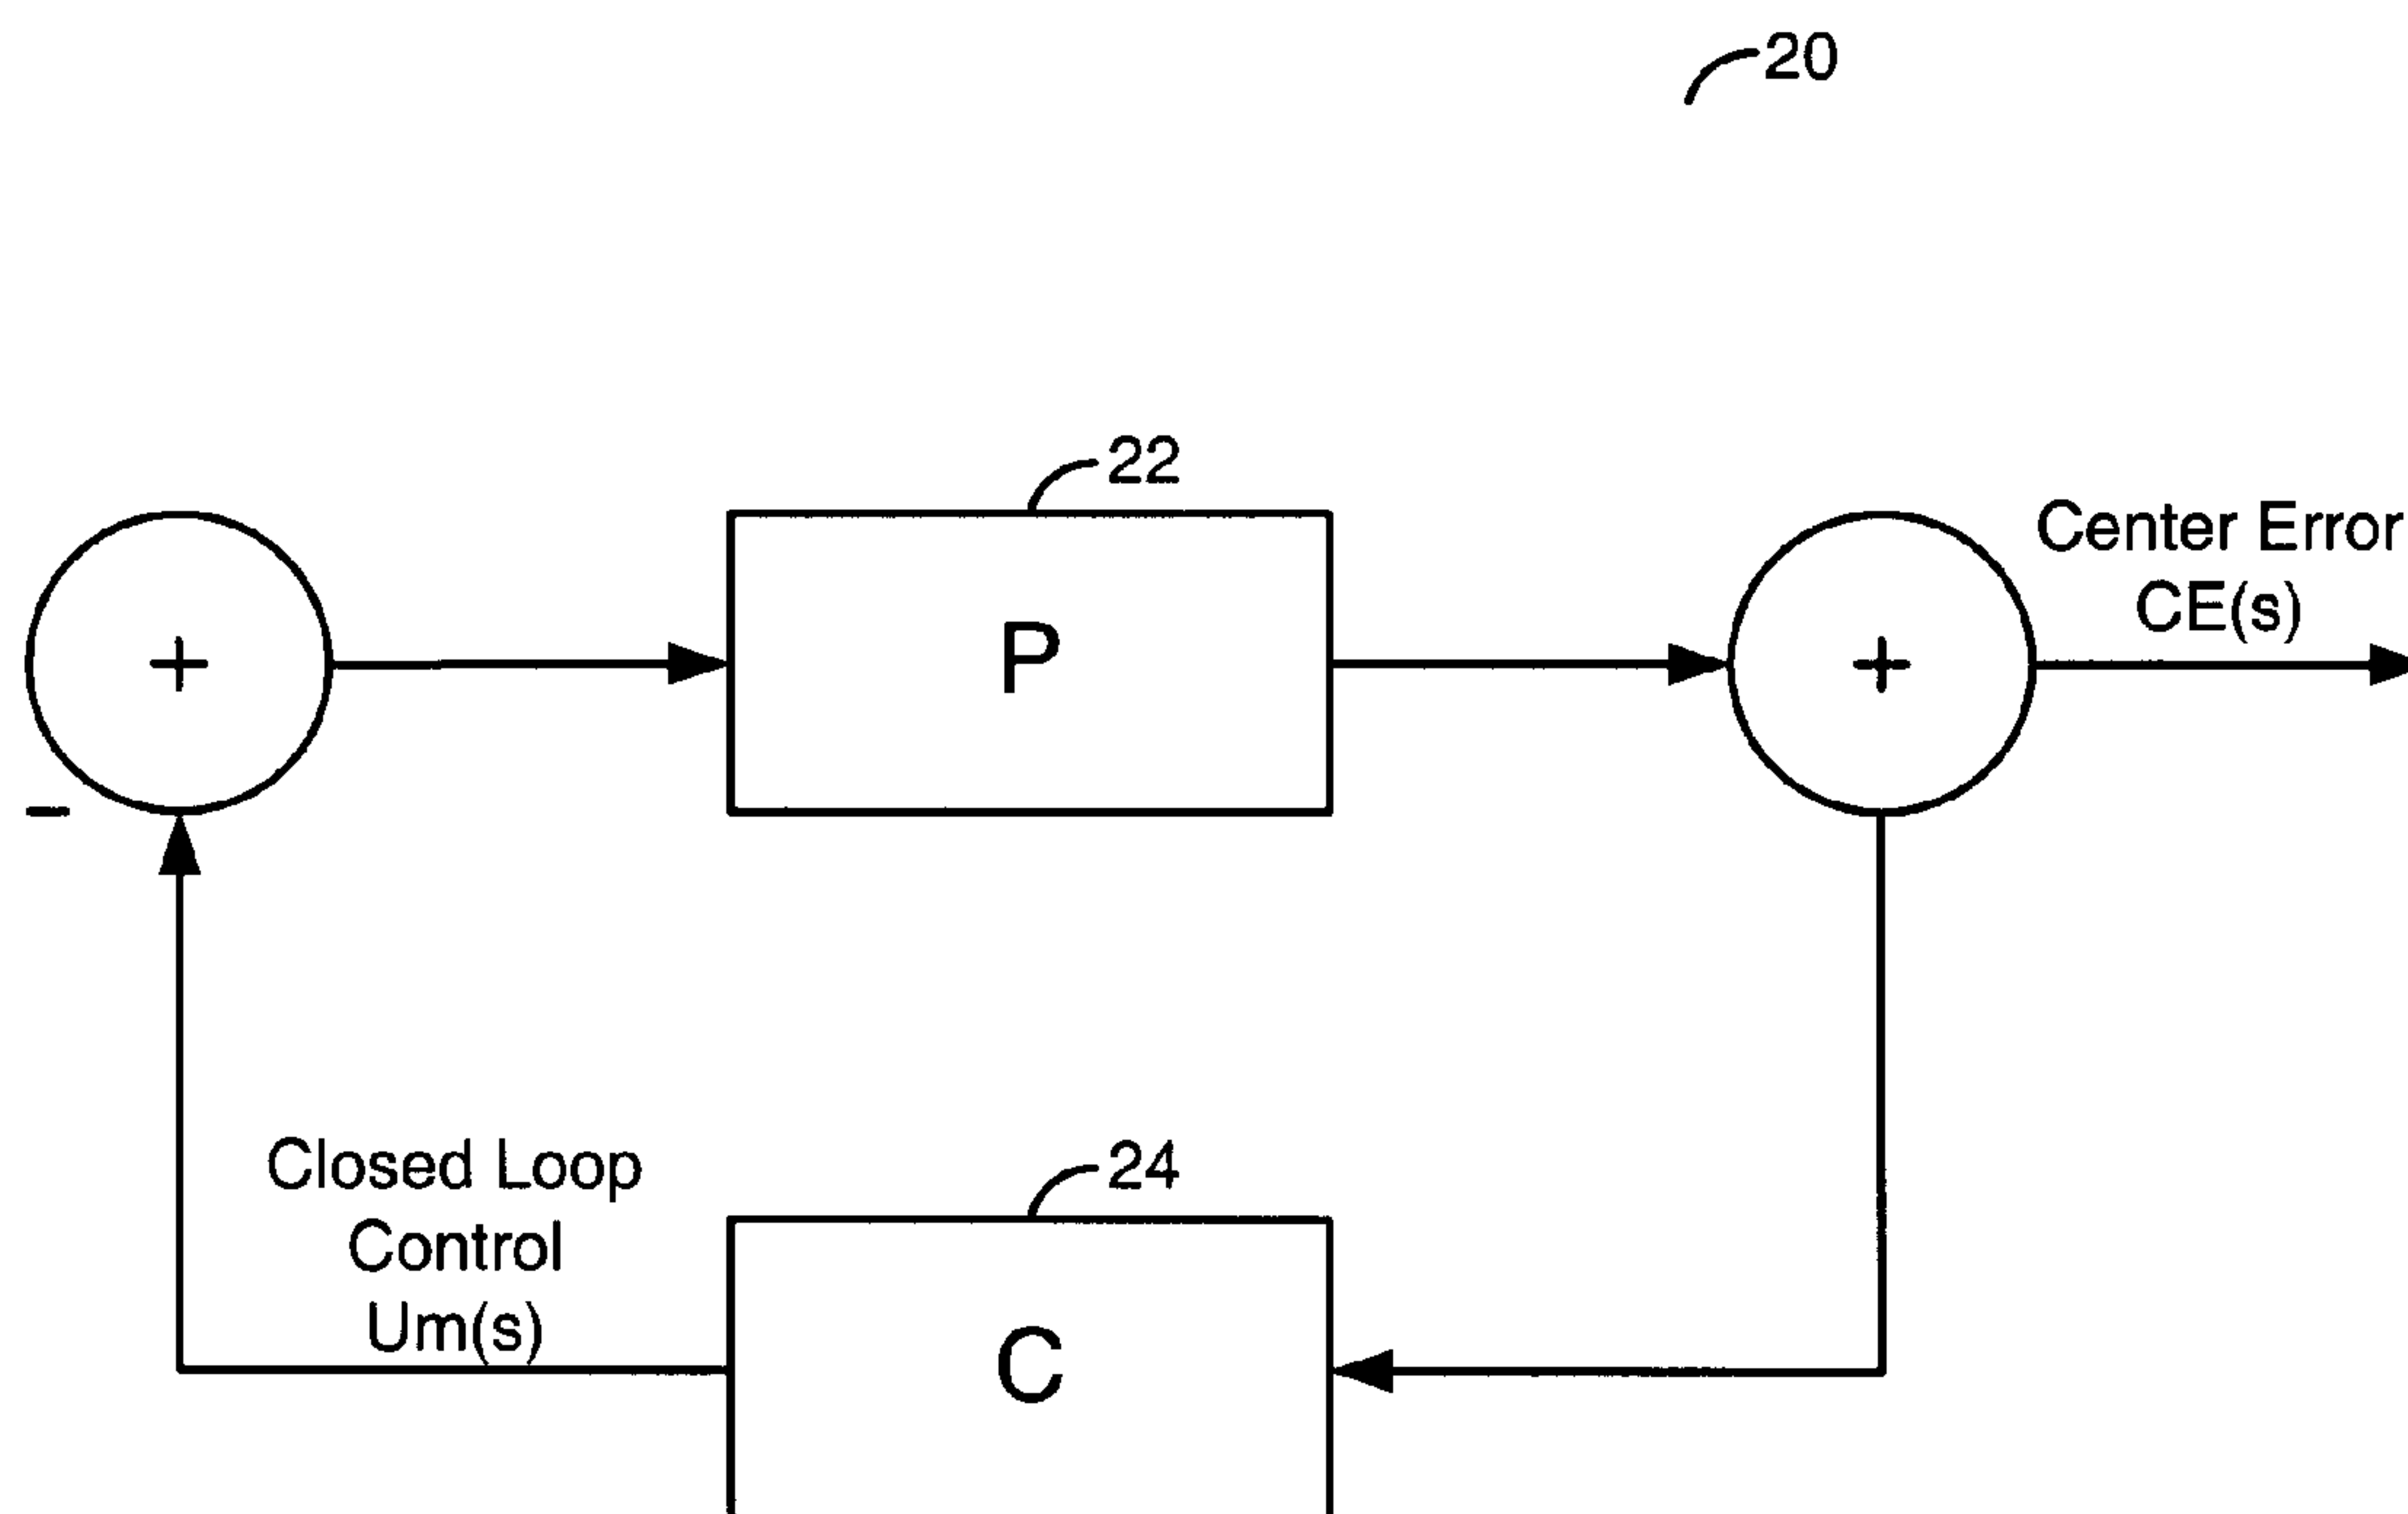 20
22
Center Error
CE(s)
+
P
+
−
24
Closed Loop
Control
Um(s)
C